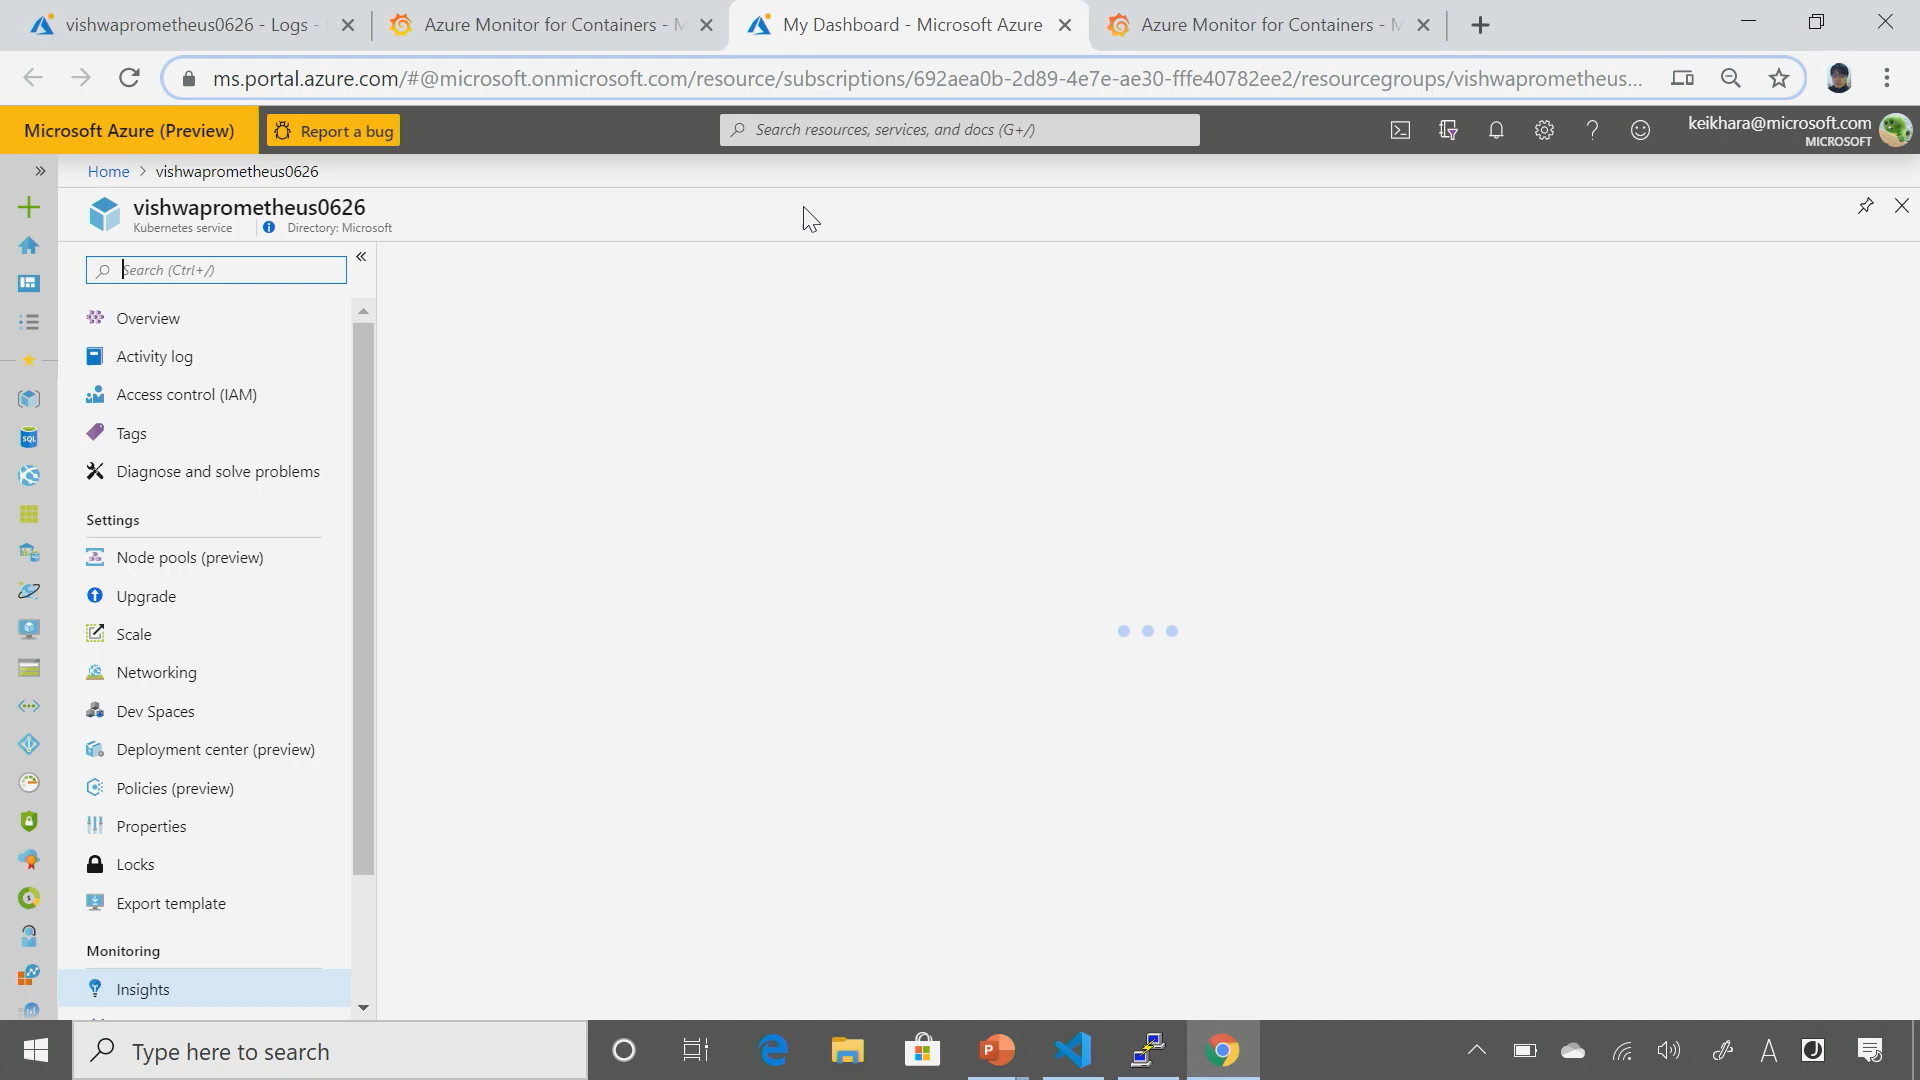 vishwaprometheus0626 - Logs -
Azure Monitor for Containers - M
My Dashboard - Microsoft Azure
Azure Monitor for Containers - M
ms.portal.azure.com/#@microsoft.onmicrosoft.com/resource/subscriptions/692aea0b-2d89-4e7e-ae30-fffe40782ee2/resourcegroups/vishwaprometheus...
Microsoft Azure (Preview)
Report a bug
Search resources, services, and docs (G+/)
keikhara@microsoft.com
MICROSOFT
Home > vishwaprometheus0626
vishwaprometheus0626
Kubernetes service
Directory: Microsoft
Search (Ctrl+/)
Overview
Activity log
Access control (IAM)
Tags
Diagnose and solve problems
Settings
Node pools (preview)
Upgrade
Scale
Networking
Dev Spaces
Deployment center (preview)
Policies (preview)
Properties
Locks
Export template
Monitoring
Insights
Type here to search